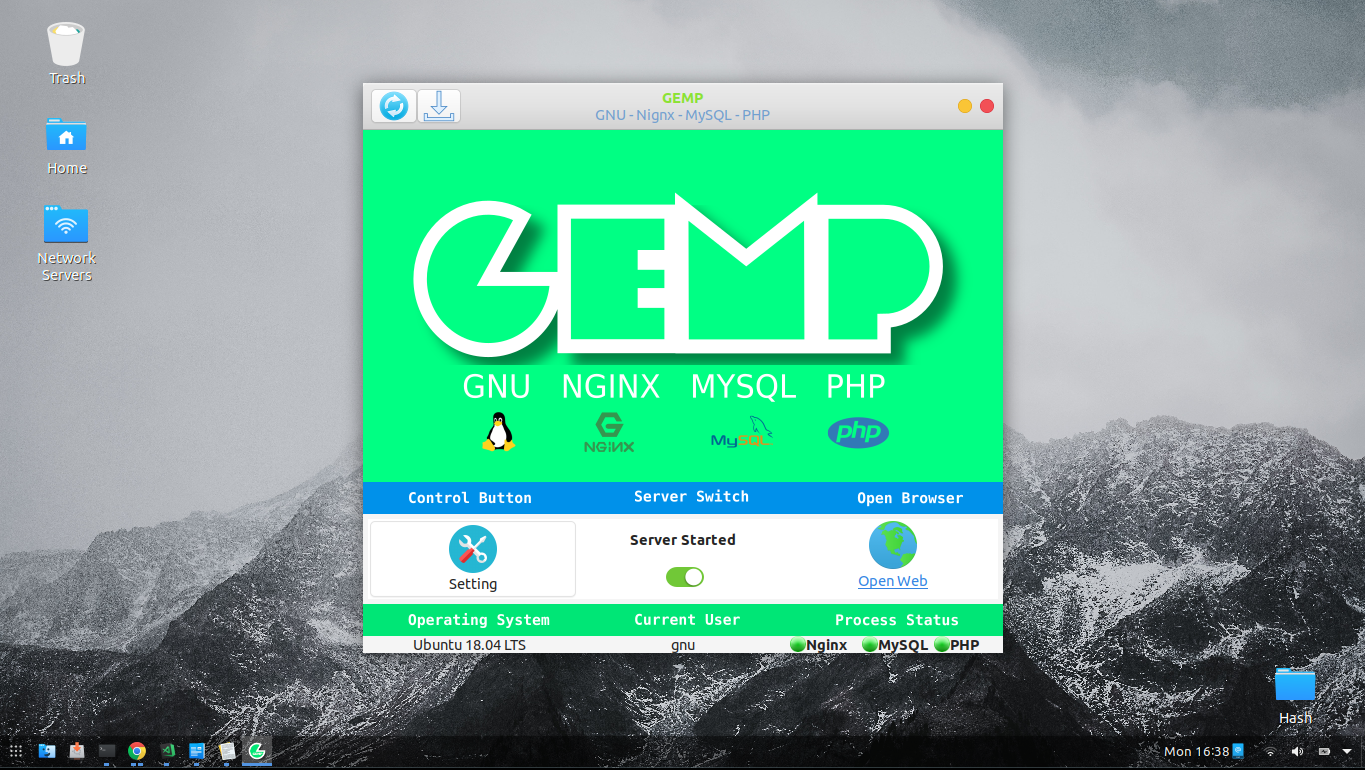 Trash
Home
Network
Servers
GEMP
GNU - Nignx - MySQL - PHP
GEMP
GNU NGINX MYSQL PHP
NGINX MySQL php
Control Button Server Switch Open Browser
Server Started
Setting Open Web
Operating System Current User Process Status
Ubuntu 18.04 LTS gnu Nginx MySQL PHP
Hash
Mon 16:38